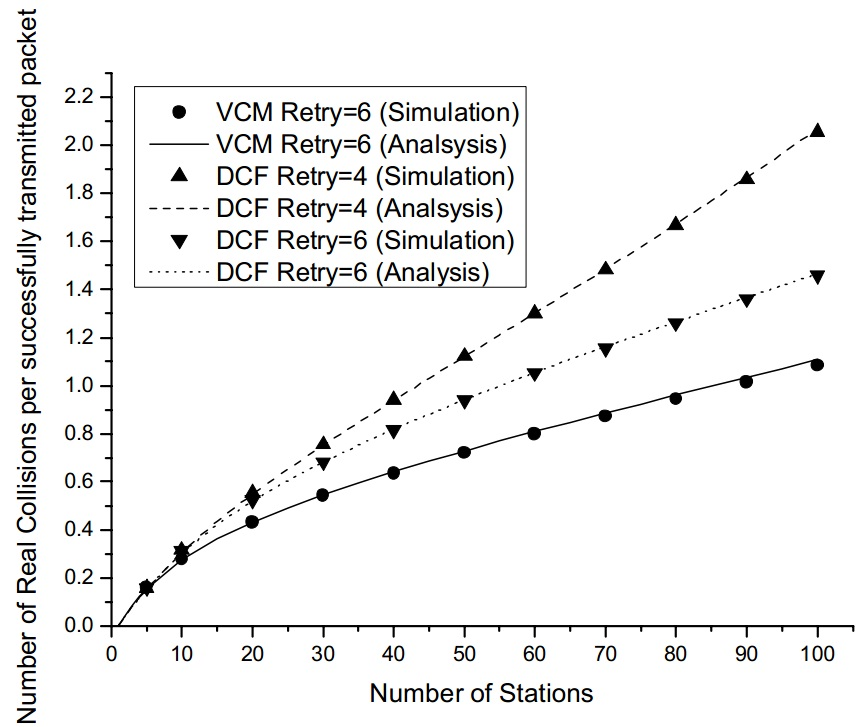 Number of Real Collisions per successfully transmitted packet
2.2
2.0
1.8
1.6
1.4
1.2
1.0
0.8
0.6
0.4
0.2
0.0
VCM Retry=6 (Simulation)
VCM Retry=6 (Analsysis)
DCF Retry=4 (Simulation)
DCF Retry=4 (Analsysis)
DCF Retry=6 (Simulation)
DCF Retry=6 (Analysis)
0 10 20 30 40 50 60 70 80 90 100
Number of Stations